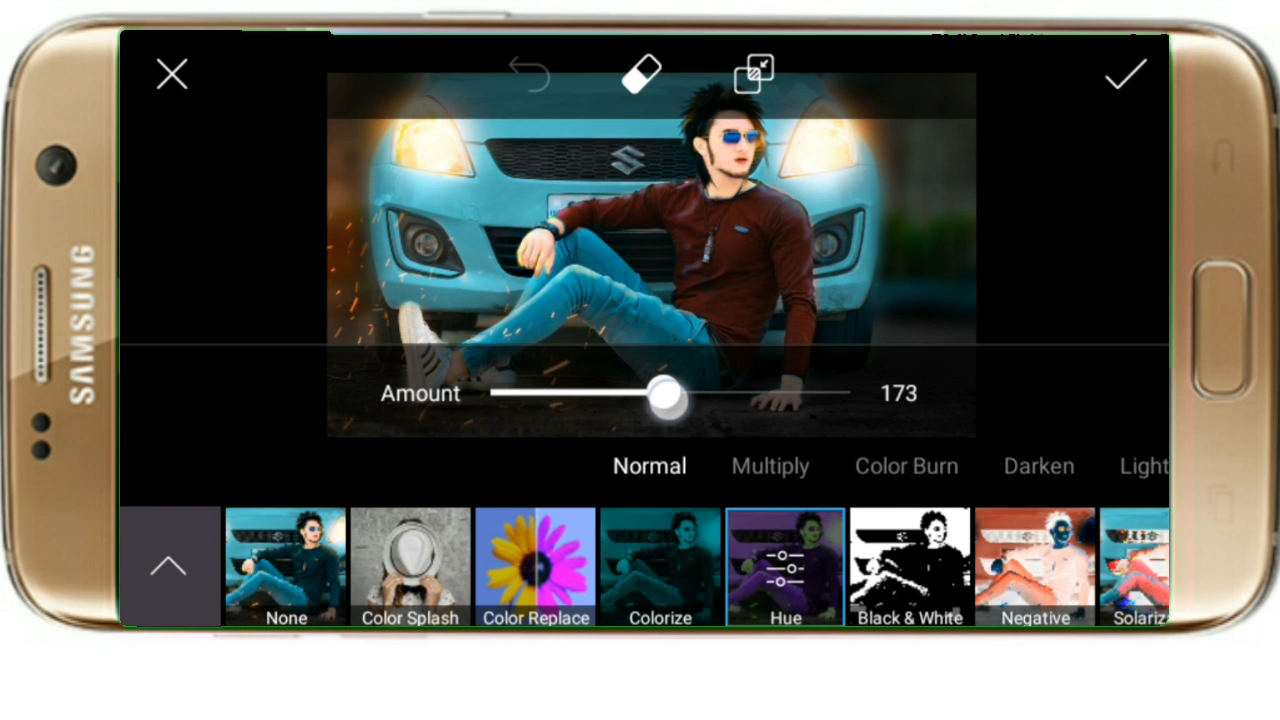 SAMSUNG
Amount 173
Normal Multiply Color Burn Darken Light
None Color Splash Color Replace Colorize Hue Black & White Negative Solariz